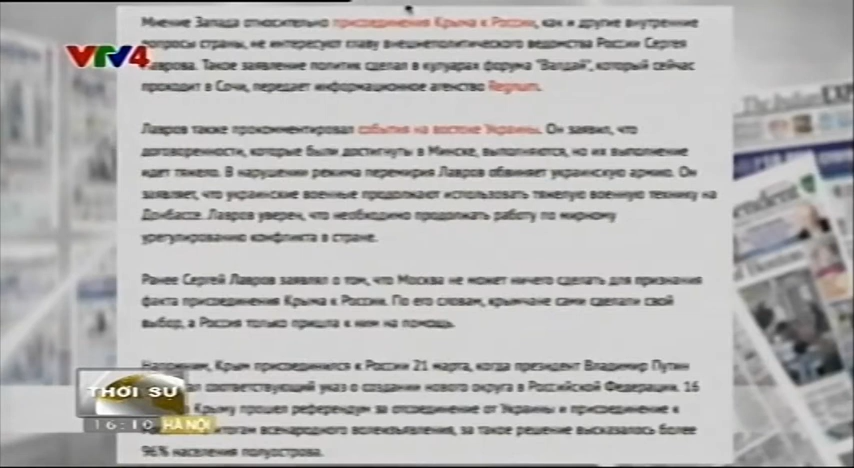 Мнение Запада относительно присоединения Крыма к России, как и другие внутренние
VTV4
вопросы страны, не интересуют главу внешнеполитического ведомства России Сергея
Лаврова. Такое заявление политик сделал в кулуарах форума "Валдай", который сейчас
проходит в Сочи, передает информационное агенство Regnum.
The Indian EXP
Лавров также прокомментировал события на востоке Украины. Он заявил, что
договоренности, которые были достигнуты в Минске, выполняются, но их выполнение
идет тяжело. В нарушении режима перемирия Лавров обвиняет украинскую армию. Он
заявляет, что украинские военные продолжают использовать тяжелую военную технику на
Донбассе. Лавров уверен, что необходимо продолжать работу по мирному
урегулированию конфликта в стране.
Ранее Сергей Лавров заявлял о том, что Москва не может ничего сделать для признания
факта присоединения Крыма к России. По его словам, крымчане сами сделали свой
выбор, а Россия только пришла к ним на помощь.
Крым присоединился к России 21 марта, когда президент Владимир Путин
соответствующий указ о создании нового округа в Российской Федерации. 16
THỜI SỰ
Крыму прошел референдум за отсоединение от Украины и присоединение к
16:10 HÀ NỘI
итогам всенародного волеизъявления, за такое решение высказалось более
96% населения полуострова.